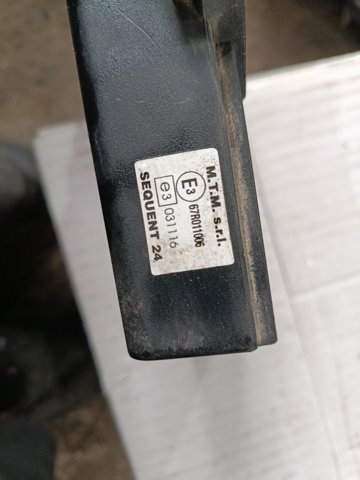 M.T.M. s.r.l.
E3 67R011006
e3 031116
SEQUENT 24